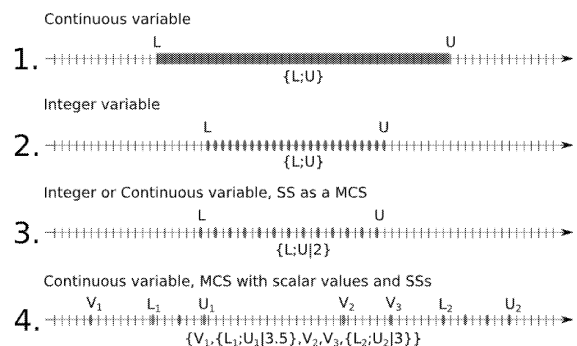 Continuous variable
L U
1.
{L;U}
Integer variable
L U
2.
{L;U}
Integer or Continuous variable, SS as a MCS
L U
3.
{L;U|2}
Continuous variable, MCS with scalar values and SSs
V₁ L₁ U₁ V₂ V₃ L₂ U₂
4.
{V₁,{L₁;U₁|3.5},V₂,V₃,{L₂;U₂|3}}